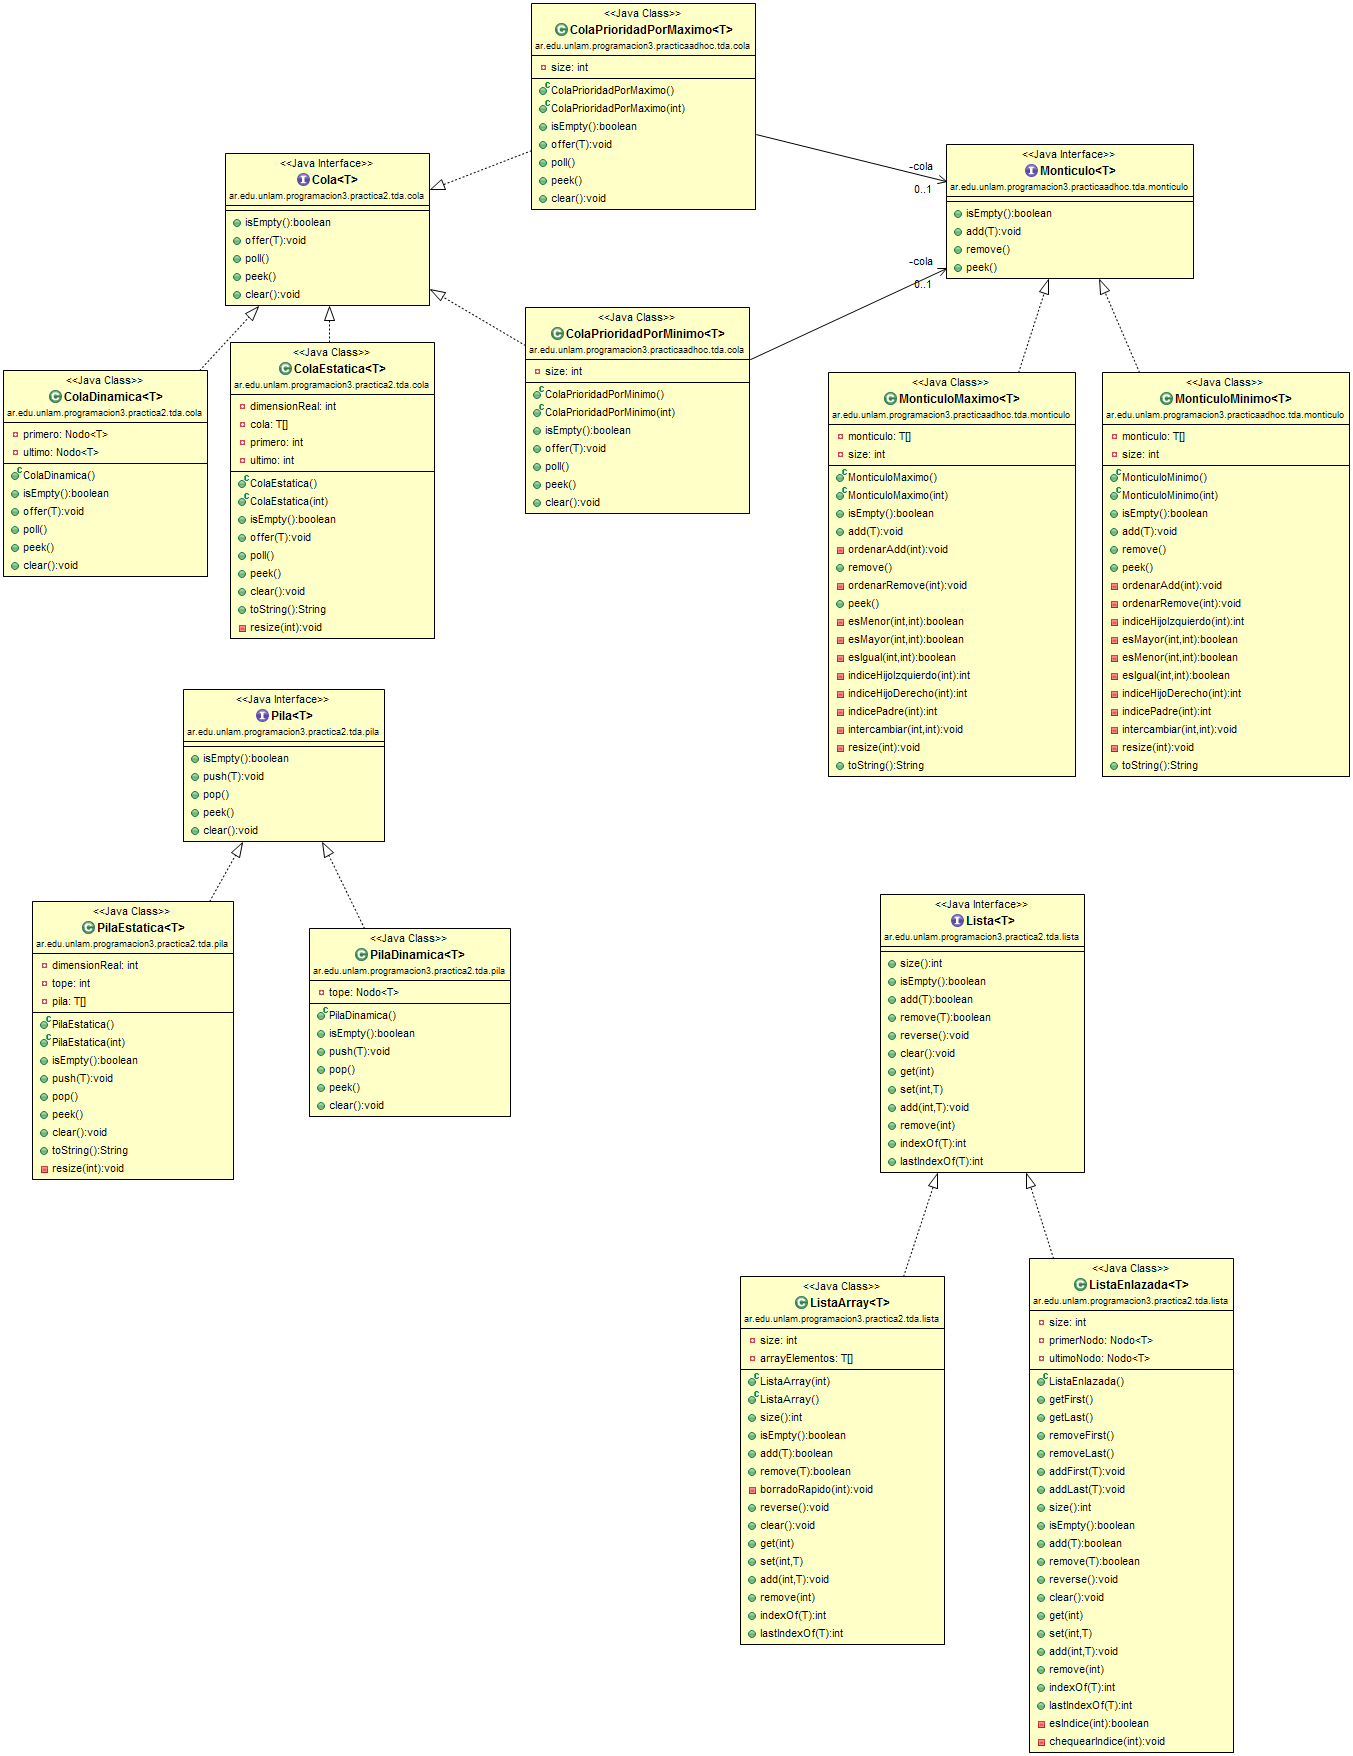 <<Java Class>>
ColaPrioridadPorMaximo<T>
ar.edu.unlam.programacion3.practicaadhoc.tda.cola
size: int
ColaPrioridadPorMaximo()
ColaPrioridadPorMaximo(int)
isEmpty():boolean
offer(T):void
poll()
peek()
clear():void
-cola
0..1
<<Java Interface>>
Monticulo<T>
ar.edu.unlam.programacion3.practicaadhoc.tda.monticulo
isEmpty():boolean
add(T):void
remove()
peek()
-cola
0..1
<<Java Interface>>
Cola<T>
ar.edu.unlam.programacion3.practica2.tda.cola
isEmpty():boolean
offer(T):void
poll()
peek()
clear():void
<<Java Class>>
ColaPrioridadPorMinimo<T>
ar.edu.unlam.programacion3.practicaadhoc.tda.cola
size: int
ColaPrioridadPorMinimo()
ColaPrioridadPorMinimo(int)
isEmpty():boolean
offer(T):void
poll()
peek()
clear():void
<<Java Class>>
ColaDinamica<T>
ar.edu.unlam.programacion3.practica2.tda.cola
primero: Nodo<T>
ultimo: Nodo<T>
ColaDinamica()
isEmpty():boolean
offer(T):void
poll()
peek()
clear():void
<<Java Class>>
ColaEstatica<T>
ar.edu.unlam.programacion3.practica2.tda.cola
dimensionReal: int
cola: T[]
primero: int
ultimo: int
ColaEstatica()
ColaEstatica(int)
isEmpty():boolean
offer(T):void
poll()
peek()
clear():void
toString():String
resize(int):void
<<Java Class>>
MonticuloMaximo<T>
ar.edu.unlam.programacion3.practicaadhoc.tda.monticulo
monticulo: T[]
size: int
MonticuloMaximo()
MonticuloMaximo(int)
isEmpty():boolean
add(T):void
ordenarAdd(int):void
remove()
ordenarRemove(int):void
peek()
esMenor(int,int):boolean
esMayor(int,int):boolean
esIgual(int,int):boolean
indiceHijoIzquierdo(int):int
indiceHijoDerecho(int):int
indicePadre(int):int
intercambiar(int,int):void
resize(int):void
toString():String
<<Java Class>>
MonticuloMinimo<T>
ar.edu.unlam.programacion3.practicaadhoc.tda.monticulo
monticulo: T[]
size: int
MonticuloMinimo()
MonticuloMinimo(int)
isEmpty():boolean
add(T):void
remove()
peek()
ordenarAdd(int):void
ordenarRemove(int):void
indiceHijoIzquierdo(int):int
esMayor(int,int):boolean
esMenor(int,int):boolean
esIgual(int,int):boolean
indiceHijoDerecho(int):int
indicePadre(int):int
intercambiar(int,int):void
resize(int):void
toString():String
<<Java Interface>>
Pila<T>
ar.edu.unlam.programacion3.practica2.tda.pila
isEmpty():boolean
push(T):void
pop()
peek()
clear():void
<<Java Class>>
PilaEstatica<T>
ar.edu.unlam.programacion3.practica2.tda.pila
dimensionReal: int
tope: int
pila: T[]
PilaEstatica()
PilaEstatica(int)
isEmpty():boolean
push(T):void
pop()
peek()
clear():void
toString():String
resize(int):void
<<Java Class>>
PilaDinamica<T>
ar.edu.unlam.programacion3.practica2.tda.pila
tope: Nodo<T>
PilaDinamica()
isEmpty():boolean
push(T):void
pop()
peek()
clear():void
<<Java Interface>>
Lista<T>
ar.edu.unlam.programacion3.practica2.tda.lista
size():int
isEmpty():boolean
add(T):boolean
remove(T):boolean
reverse():void
clear():void
get(int)
set(int,T)
add(int,T):void
remove(int)
indexOf(T):int
lastIndexOf(T):int
<<Java Class>>
ListaArray<T>
ar.edu.unlam.programacion3.practica2.tda.lista
size: int
arrayElementos: T[]
ListaArray(int)
ListaArray()
size():int
isEmpty():boolean
add(T):boolean
remove(T):boolean
borradoRapido(int):void
reverse():void
clear():void
get(int)
set(int,T)
add(int,T):void
remove(int)
indexOf(T):int
lastIndexOf(T):int
<<Java Class>>
ListaEnlazada<T>
ar.edu.unlam.programacion3.practica2.tda.lista
size: int
primerNodo: Nodo<T>
ultimoNodo: Nodo<T>
ListaEnlazada()
getFirst()
getLast()
removeFirst()
removeLast()
addFirst(T):void
addLast(T):void
size():int
isEmpty():boolean
add(T):boolean
remove(T):boolean
reverse():void
clear():void
get(int)
set(int,T)
add(int,T):void
remove(int)
indexOf(T):int
lastIndexOf(T):int
esIndice(int):boolean
chequearIndice(int):void